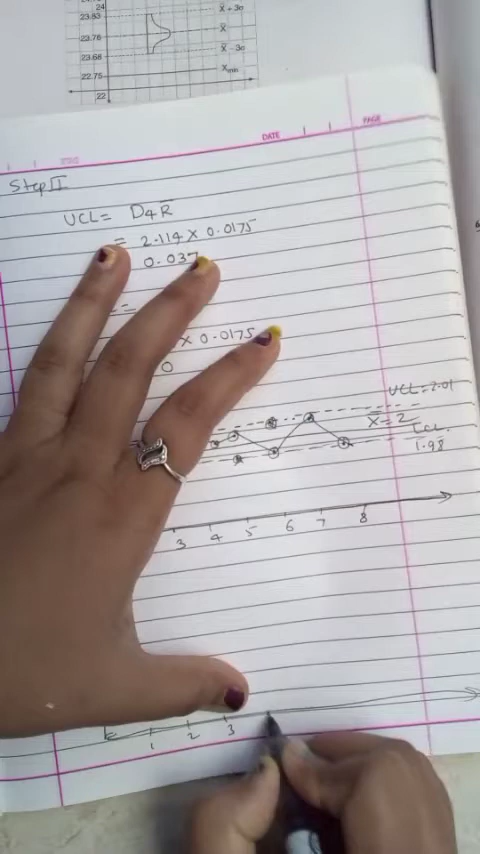 24
23.83
23.76
23.68
22.75
22
X̄ + 3σ
X̄
X̄ - 3σ
Xmin
DATE
PAGE
Step II
UCL = D4R
= 2.114 x 0.0175
0.037
=
x 0.0175
0
UCL = 2.01
X̄ = 2
LCL
1.98
3 4 5 6 7 8
1 2 3